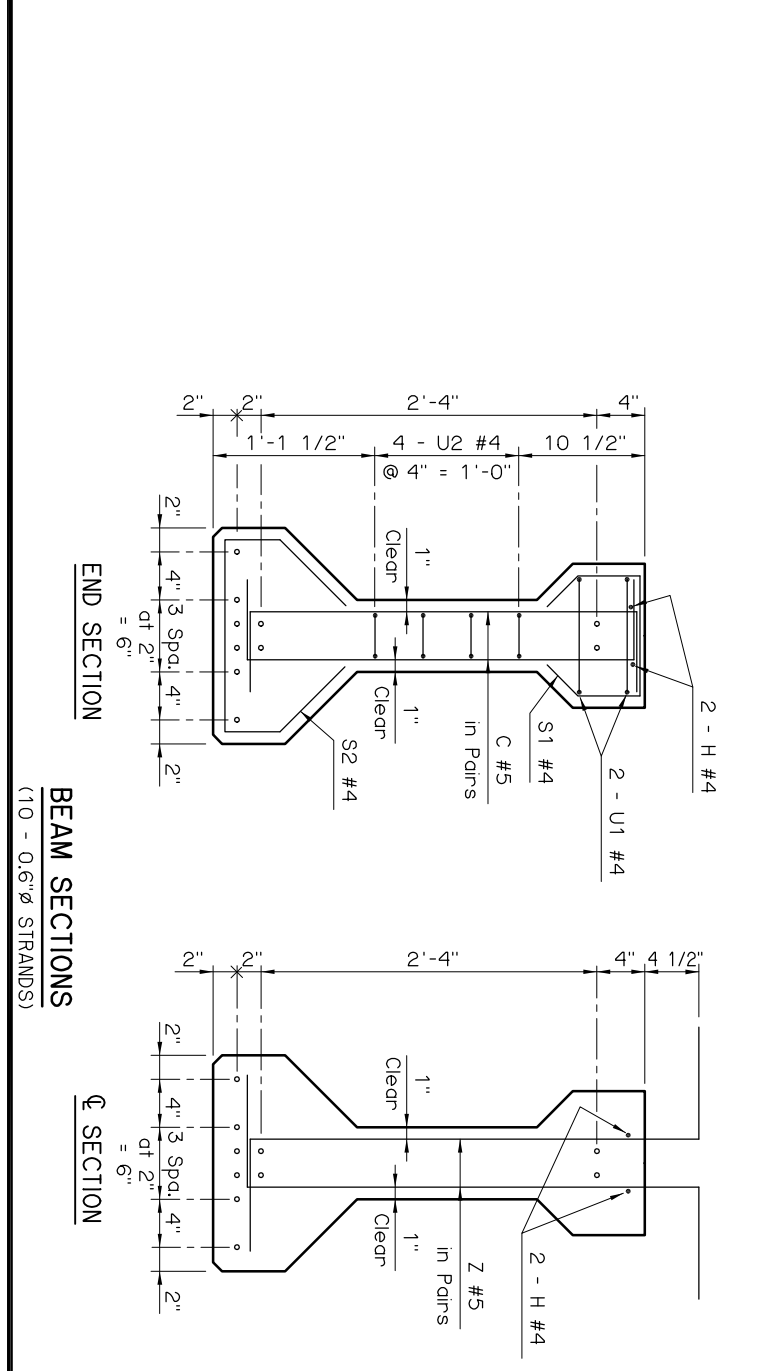 2"
2"
2'-4"
4"
1'-1 1/2"
4 - U2 #4
@ 4" = 1'-0"
10 1/2"
2"
4"
3 Spa.
at 2"
= 6"
4"
2"
1"
Clear
1"
Clear
2 - H #4
2 - U1 #4
S1 #4
C #5
in Pairs
S2 #4
END SECTION
2"
2"
2'-4"
4"
4 1/2"
2"
4"
3 Spa.
at 2"
= 6"
4"
2"
1"
Clear
1"
Clear
Z #5
in Pairs
2 - H #4
℄ SECTION
BEAM SECTIONS
(10 - 0.6"Ø STRANDS)